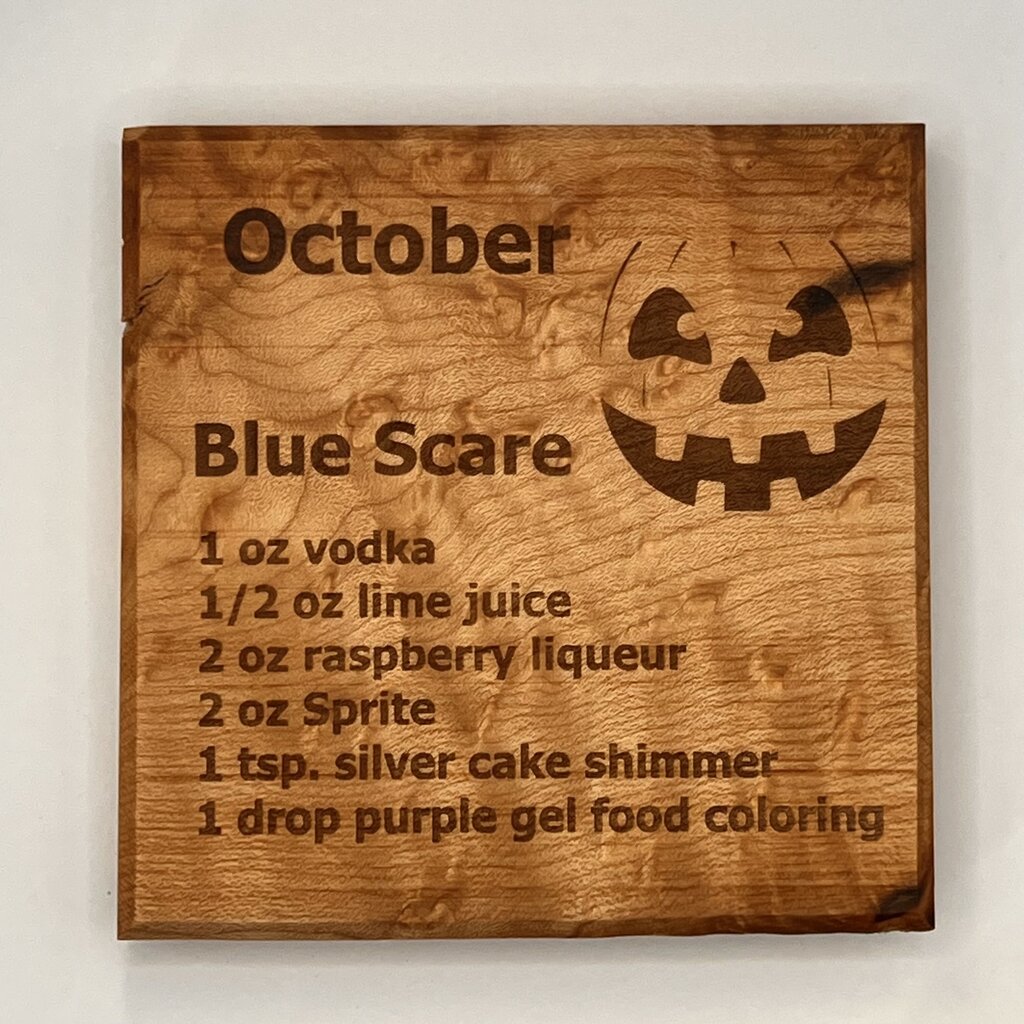 October
Blue Scare
1 oz vodka
1/2 oz lime juice
2 oz raspberry liqueur
2 oz Sprite
1 tsp. silver cake shimmer
1 drop purple gel food coloring